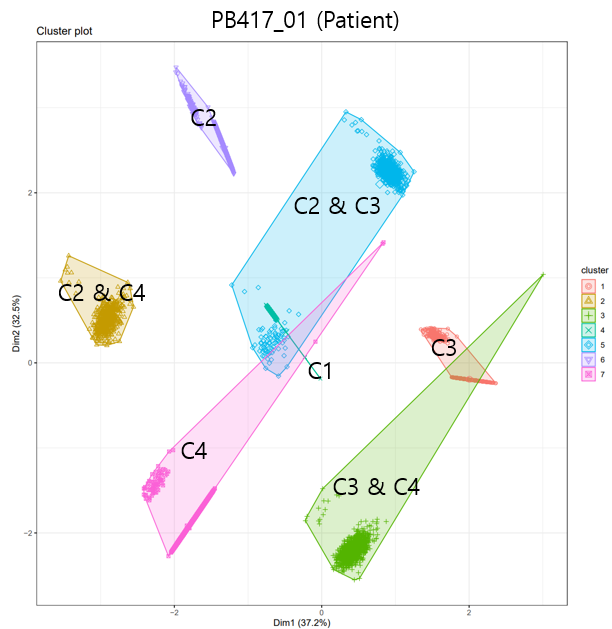 PB417_01 (Patient)
Cluster plot
C2
C2 & C3
C2 & C4
C1
C3
C4
C3 & C4
2
0
−2
Dim2 (32.5%)
−2
0
2
Dim1 (37.2%)
cluster
1
2
3
4
5
6
7